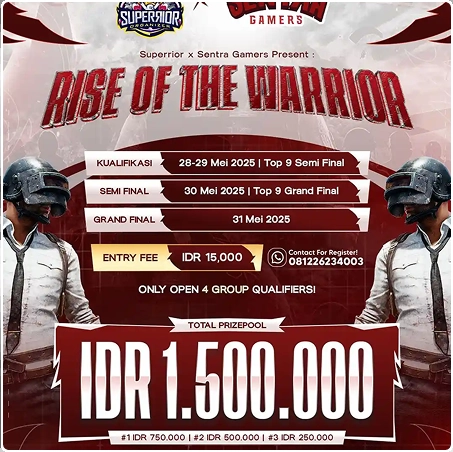 SUPERRIOR
ORGANIZER
X
SENTRA
GAMERS
Superrior x Sentra Gamers Present :
RISE OF THE WARRIOR
KUALIFIKASI 28-29 Mei 2025 | Top 9 Semi Final
SEMI FINAL 30 Mei 2025 | Top 9 Grand Final
GRAND FINAL 31 Mei 2025
ENTRY FEE IDR 15,000 Contact For Register!
081226234003
ONLY OPEN 4 GROUP QUALIFIERS!
TOTAL PRIZEPOOL
IDR 1.500.000
#1 IDR 750.000 | #2 IDR 500.000 | #3 IDR 250.000